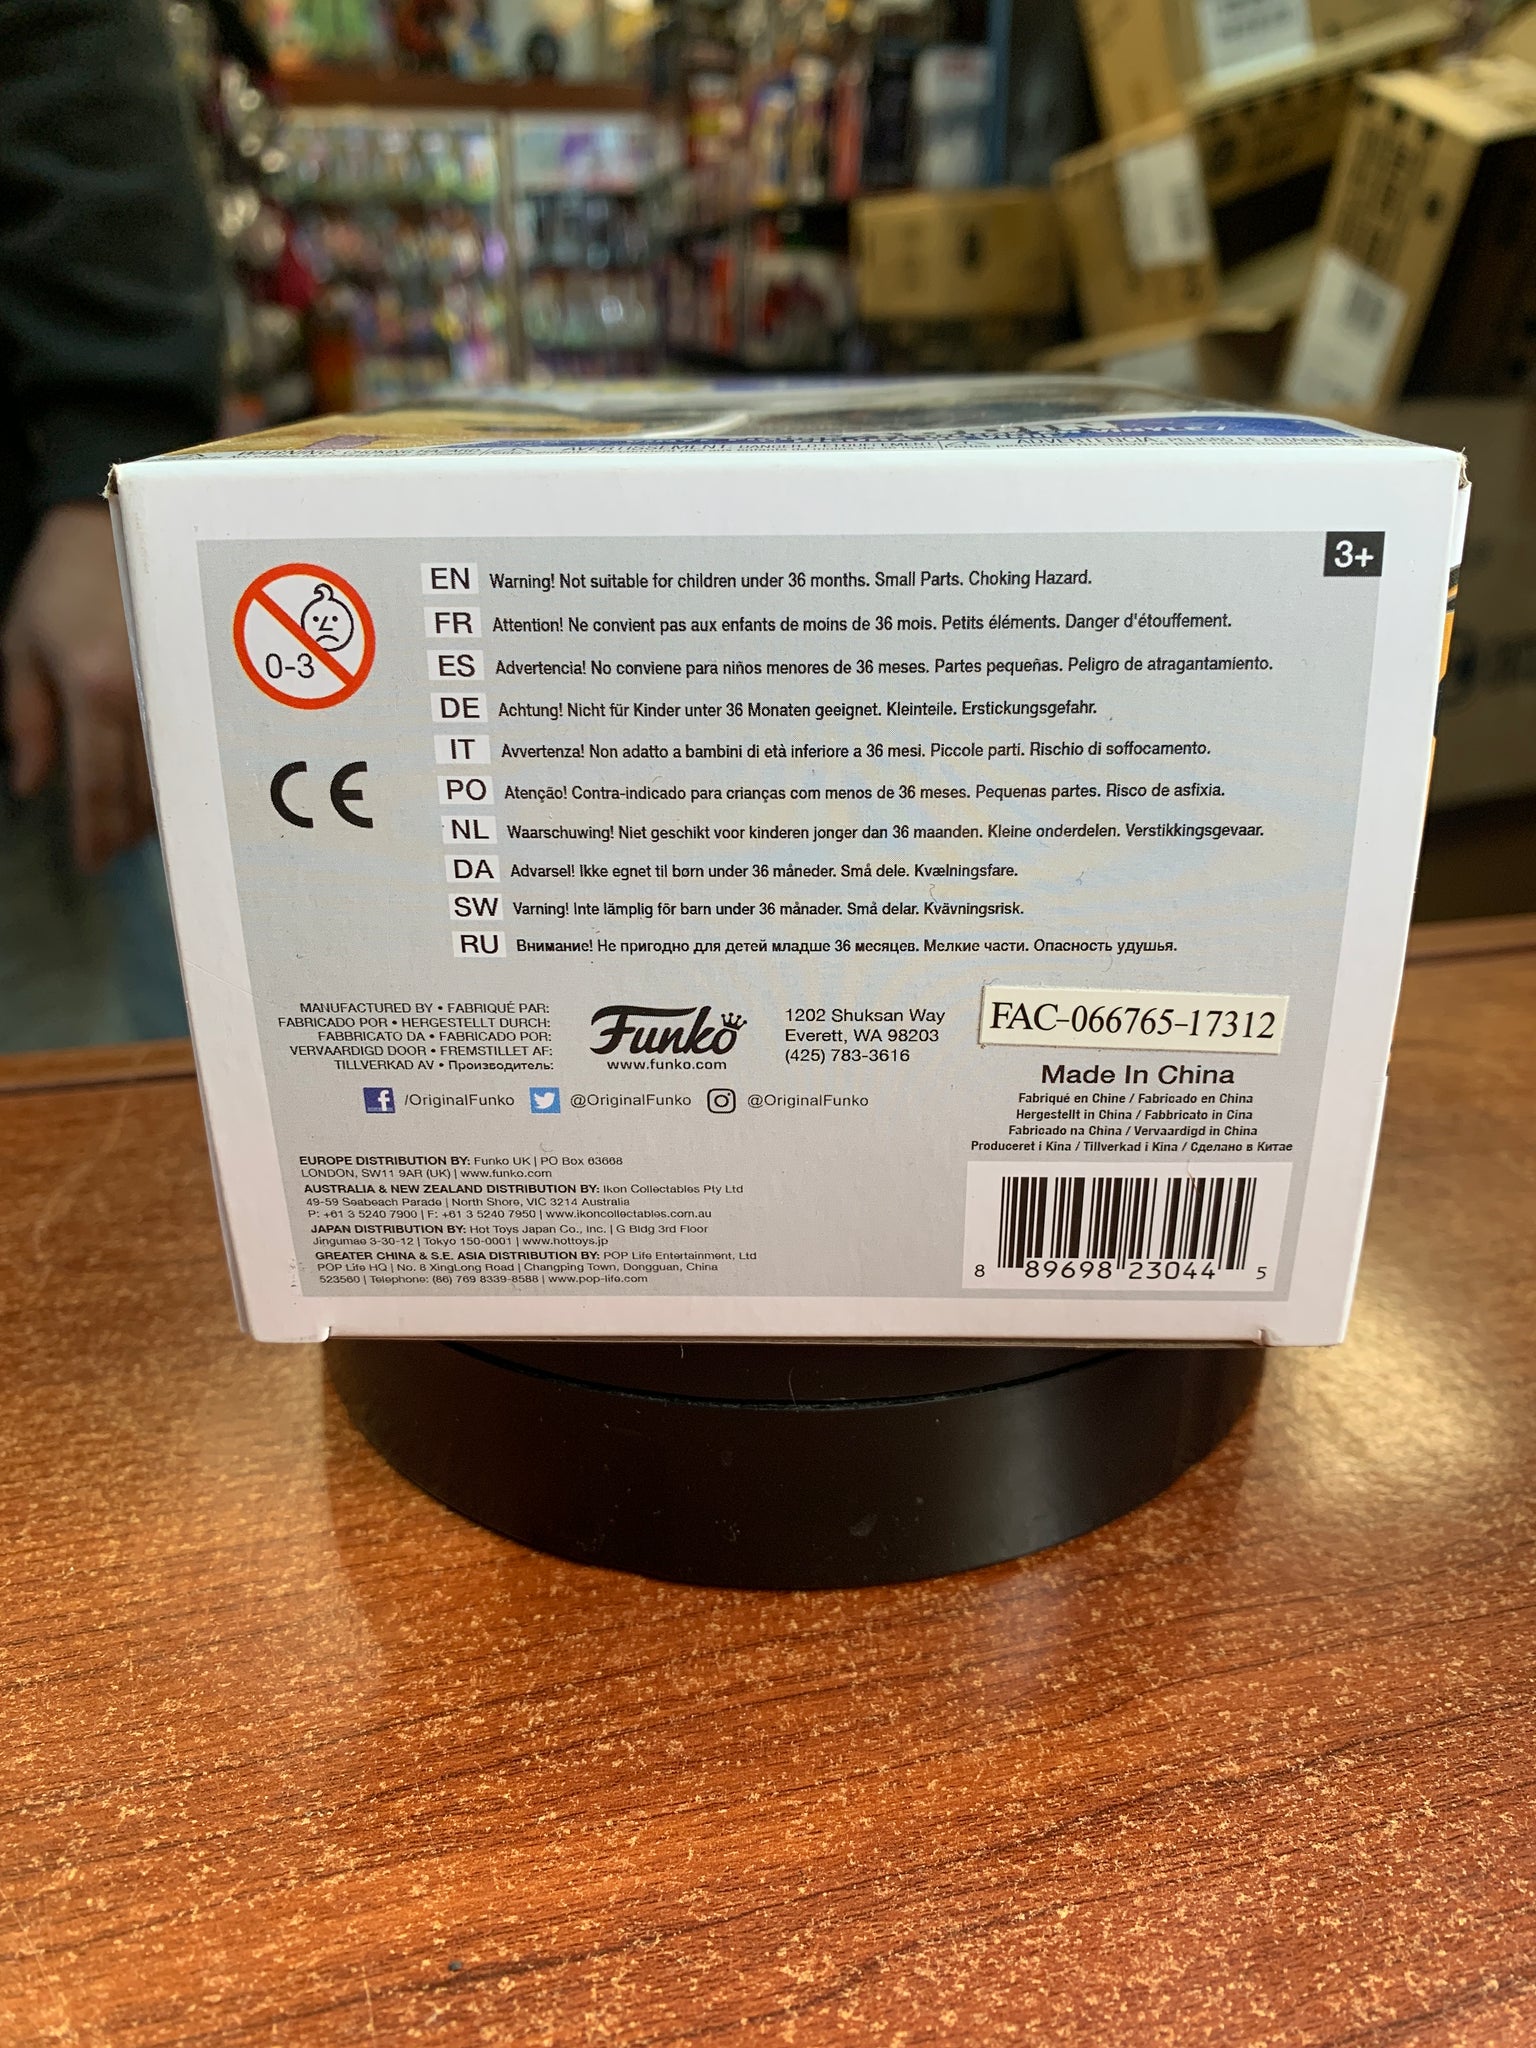 AVERTISSEMENT: DANGER D'ÉTOUFFEMENT
ADVERTENCIA:
3+
0-3
EN Warning! Not suitable for children under 36 months. Small Parts. Choking Hazard.
FR Attention! Ne convient pas aux enfants de moins de 36 mois. Petits éléments. Danger d'étouffement.
ES Advertencia! No conviene para niños menores de 36 meses. Partes pequeñas. Peligro de atragantamiento.
DE Achtung! Nicht für Kinder unter 36 Monaten geeignet. Kleinteile. Erstickungsgefahr.
IT Avvertenza! Non adatto a bambini di età inferiore a 36 mesi. Piccole parti. Rischio di soffocamento.
CE
PO Atenção! Contra-indicado para crianças com menos de 36 meses. Pequenas partes. Risco de asfixia.
NL Waarschuwing! Niet geschikt voor kinderen jonger dan 36 maanden. Kleine onderdelen. Verstikkingsgevaar.
DA Advarsel! Ikke egnet til børn under 36 måneder. Små dele. Kvælningsfare.
SW Varning! Inte lämplig för barn under 36 månader. Små delar. Kvävningsrisk.
RU Внимание! Не пригодно для детей младше 36 месяцев. Мелкие части. Опасность удушья.
MANUFACTURED BY • FABRIQUÉ PAR:
FABRICADO POR • HERGESTELLT DURCH:
FABBRICATO DA • FABRICADO POR:
VERVAARDIGD DOOR • FREMSTILLET AF:
TILLVERKAD AV • Производитель:
Funko
www.funko.com
1202 Shuksan Way
Everett, WA 98203
(425) 783-3616
FAC-066765-17312
/OriginalFunko @OriginalFunko @OriginalFunko
Made In China
Fabriqué en Chine / Fabricado en China
Hergestellt in China / Fabbricato in Cina
Fabricado na China / Vervaardigd in China
Produceret i Kina / Tillverkad i Kina / Сделано в Китае
EUROPE DISTRIBUTION BY: Funko UK | PO Box 63668
LONDON, SW11 9AR (UK) | www.funko.com
AUSTRALIA & NEW ZEALAND DISTRIBUTION BY: Ikon Collectables Pty Ltd
49-59 Seabeach Parade | North Shore, VIC 3214 Australia
P: +61 3 5240 7900 | F: +61 3 5240 7950 | www.ikoncollectables.com.au
JAPAN DISTRIBUTION BY: Hot Toys Japan Co., Inc. | G Bldg 3rd Floor
Jingumae 3-30-12 | Tokyo 150-0001 | www.hottoys.jp
GREATER CHINA & S.E. ASIA DISTRIBUTION BY: POP Life Entertainment, Ltd
POP Life HQ | No. 8 XingLong Road | Changping Town, Dongguan, China
523560 | Telephone: (86) 769 8339-8588 | www.pop-life.com
8 89698 23044 5